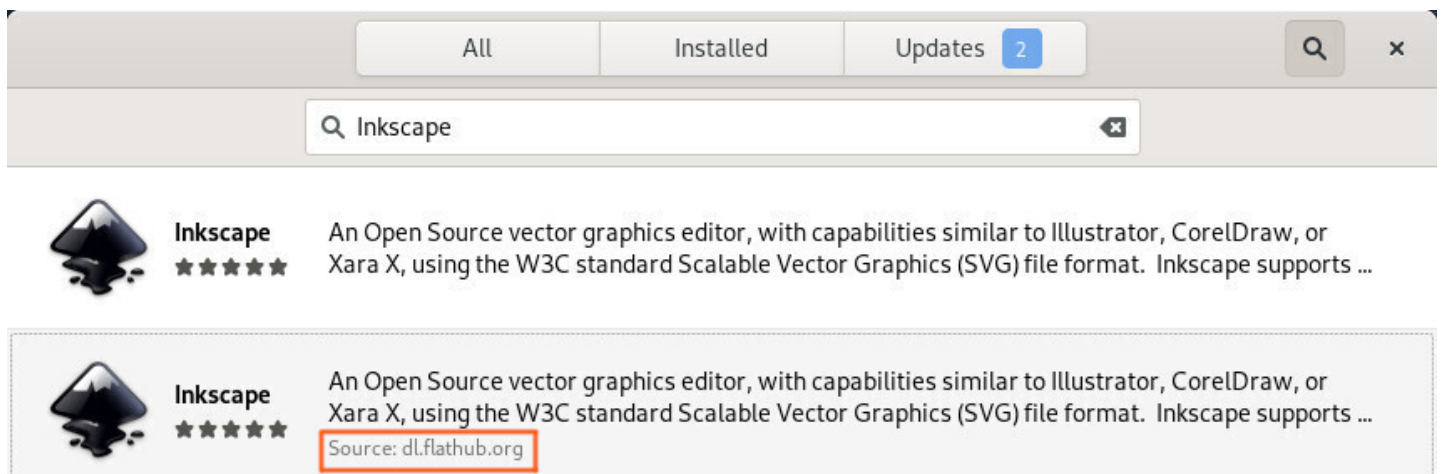 All Installed Updates 2
Inkscape
Inkscape
An Open Source vector graphics editor, with capabilities similar to Illustrator, CorelDraw, or
Xara X, using the W3C standard Scalable Vector Graphics (SVG) file format. Inkscape supports ...
Inkscape
An Open Source vector graphics editor, with capabilities similar to Illustrator, CorelDraw, or
Xara X, using the W3C standard Scalable Vector Graphics (SVG) file format. Inkscape supports ...
Source: dl.flathub.org